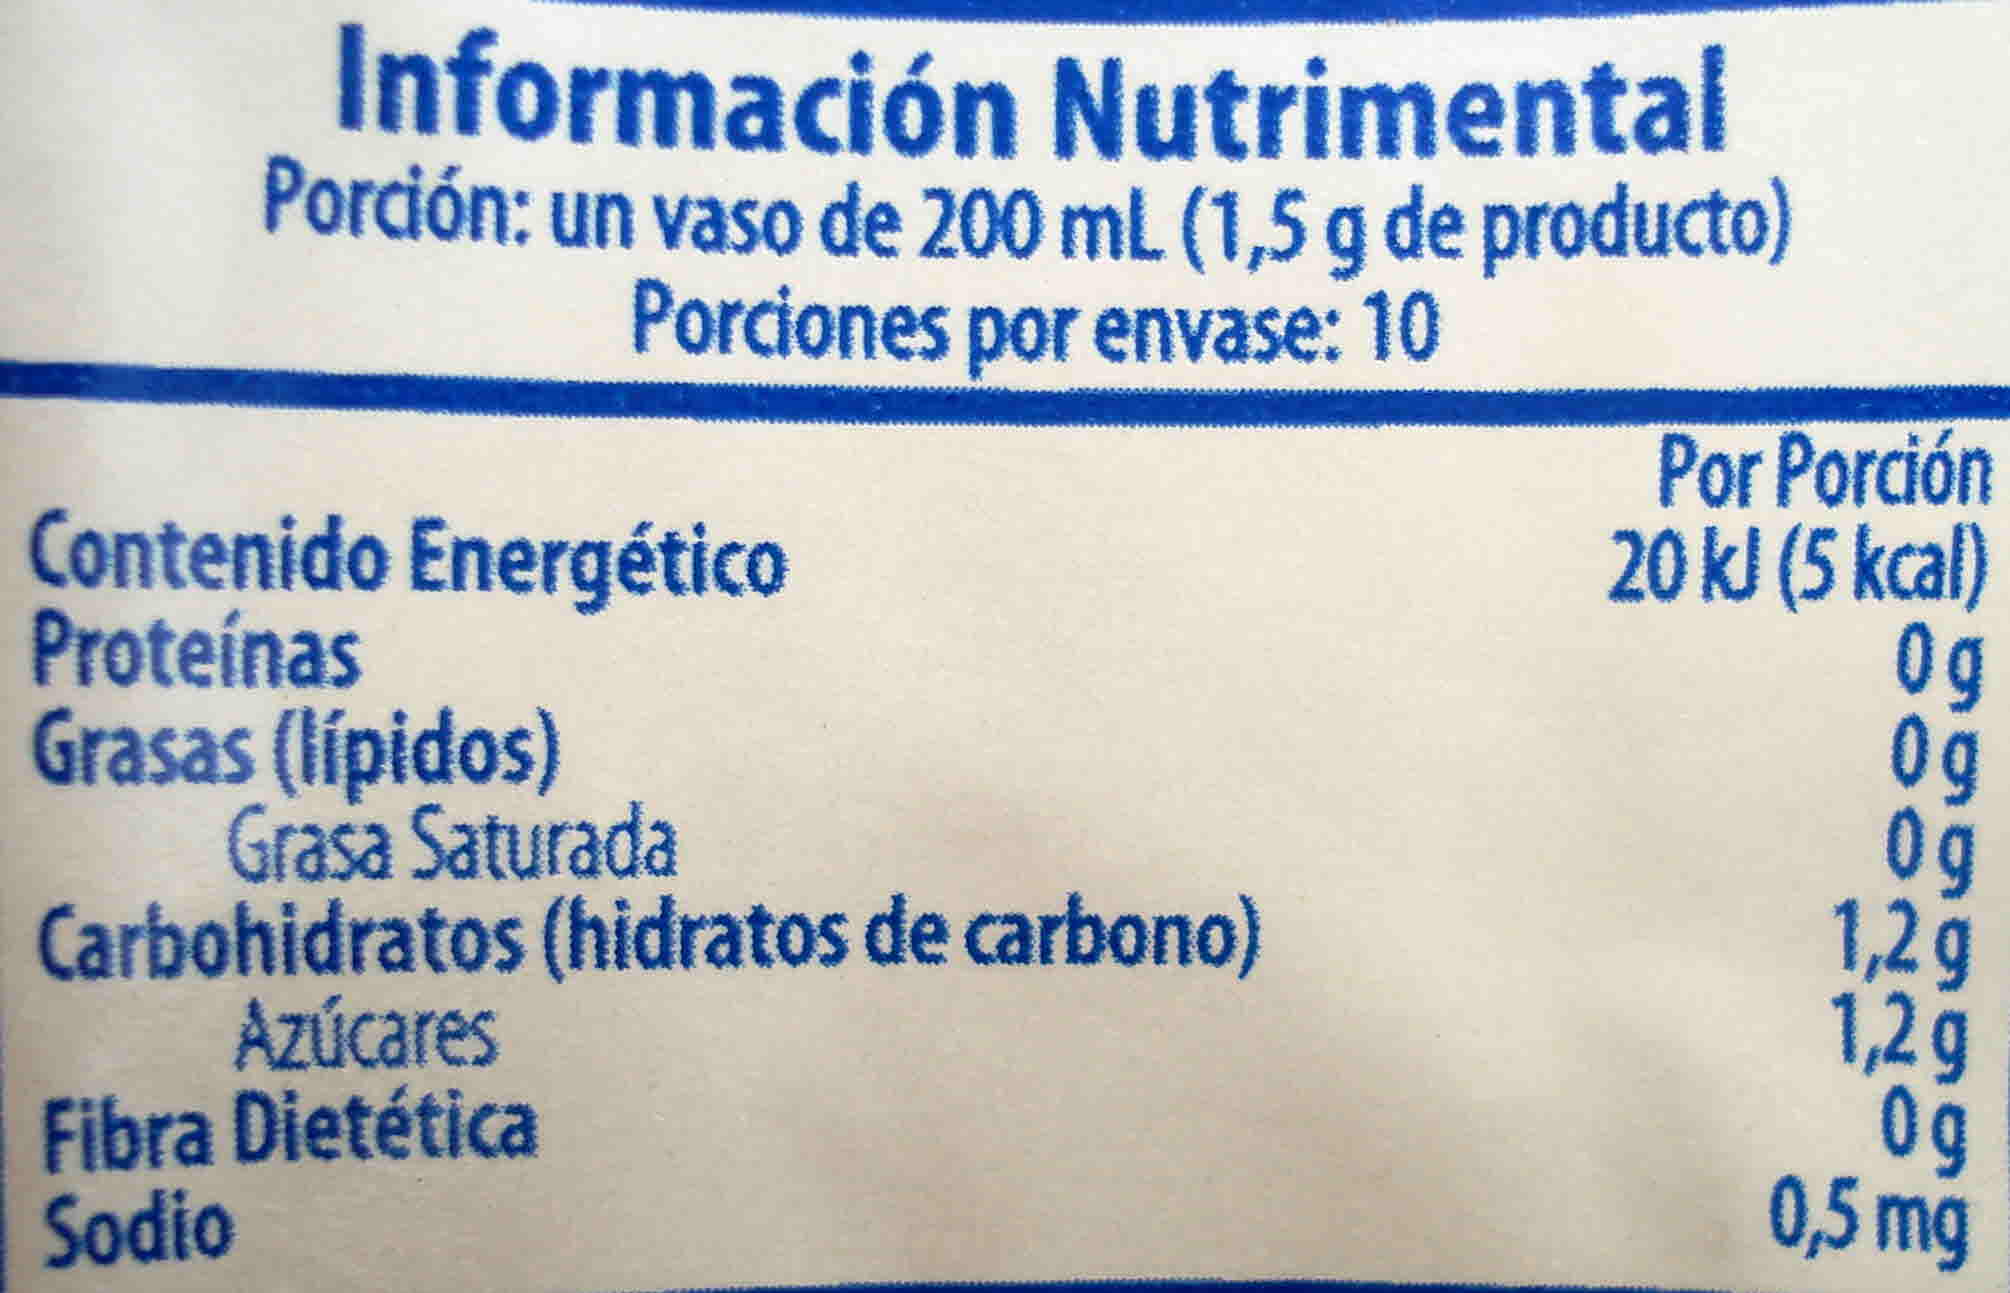 Información Nutrimental
Porción: un vaso de 200 mL (1,5 g de producto)
Porciones por envase: 10
Por Porción
Contenido Energético 20 kJ (5 kcal)
Proteínas 0 g
Grasas (lípidos) 0 g
Grasa Saturada 0 g
Carbohidratos (hidratos de carbono) 1,2 g
Azúcares 1,2 g
Fibra Dietética 0 g
Sodio 0,5 mg